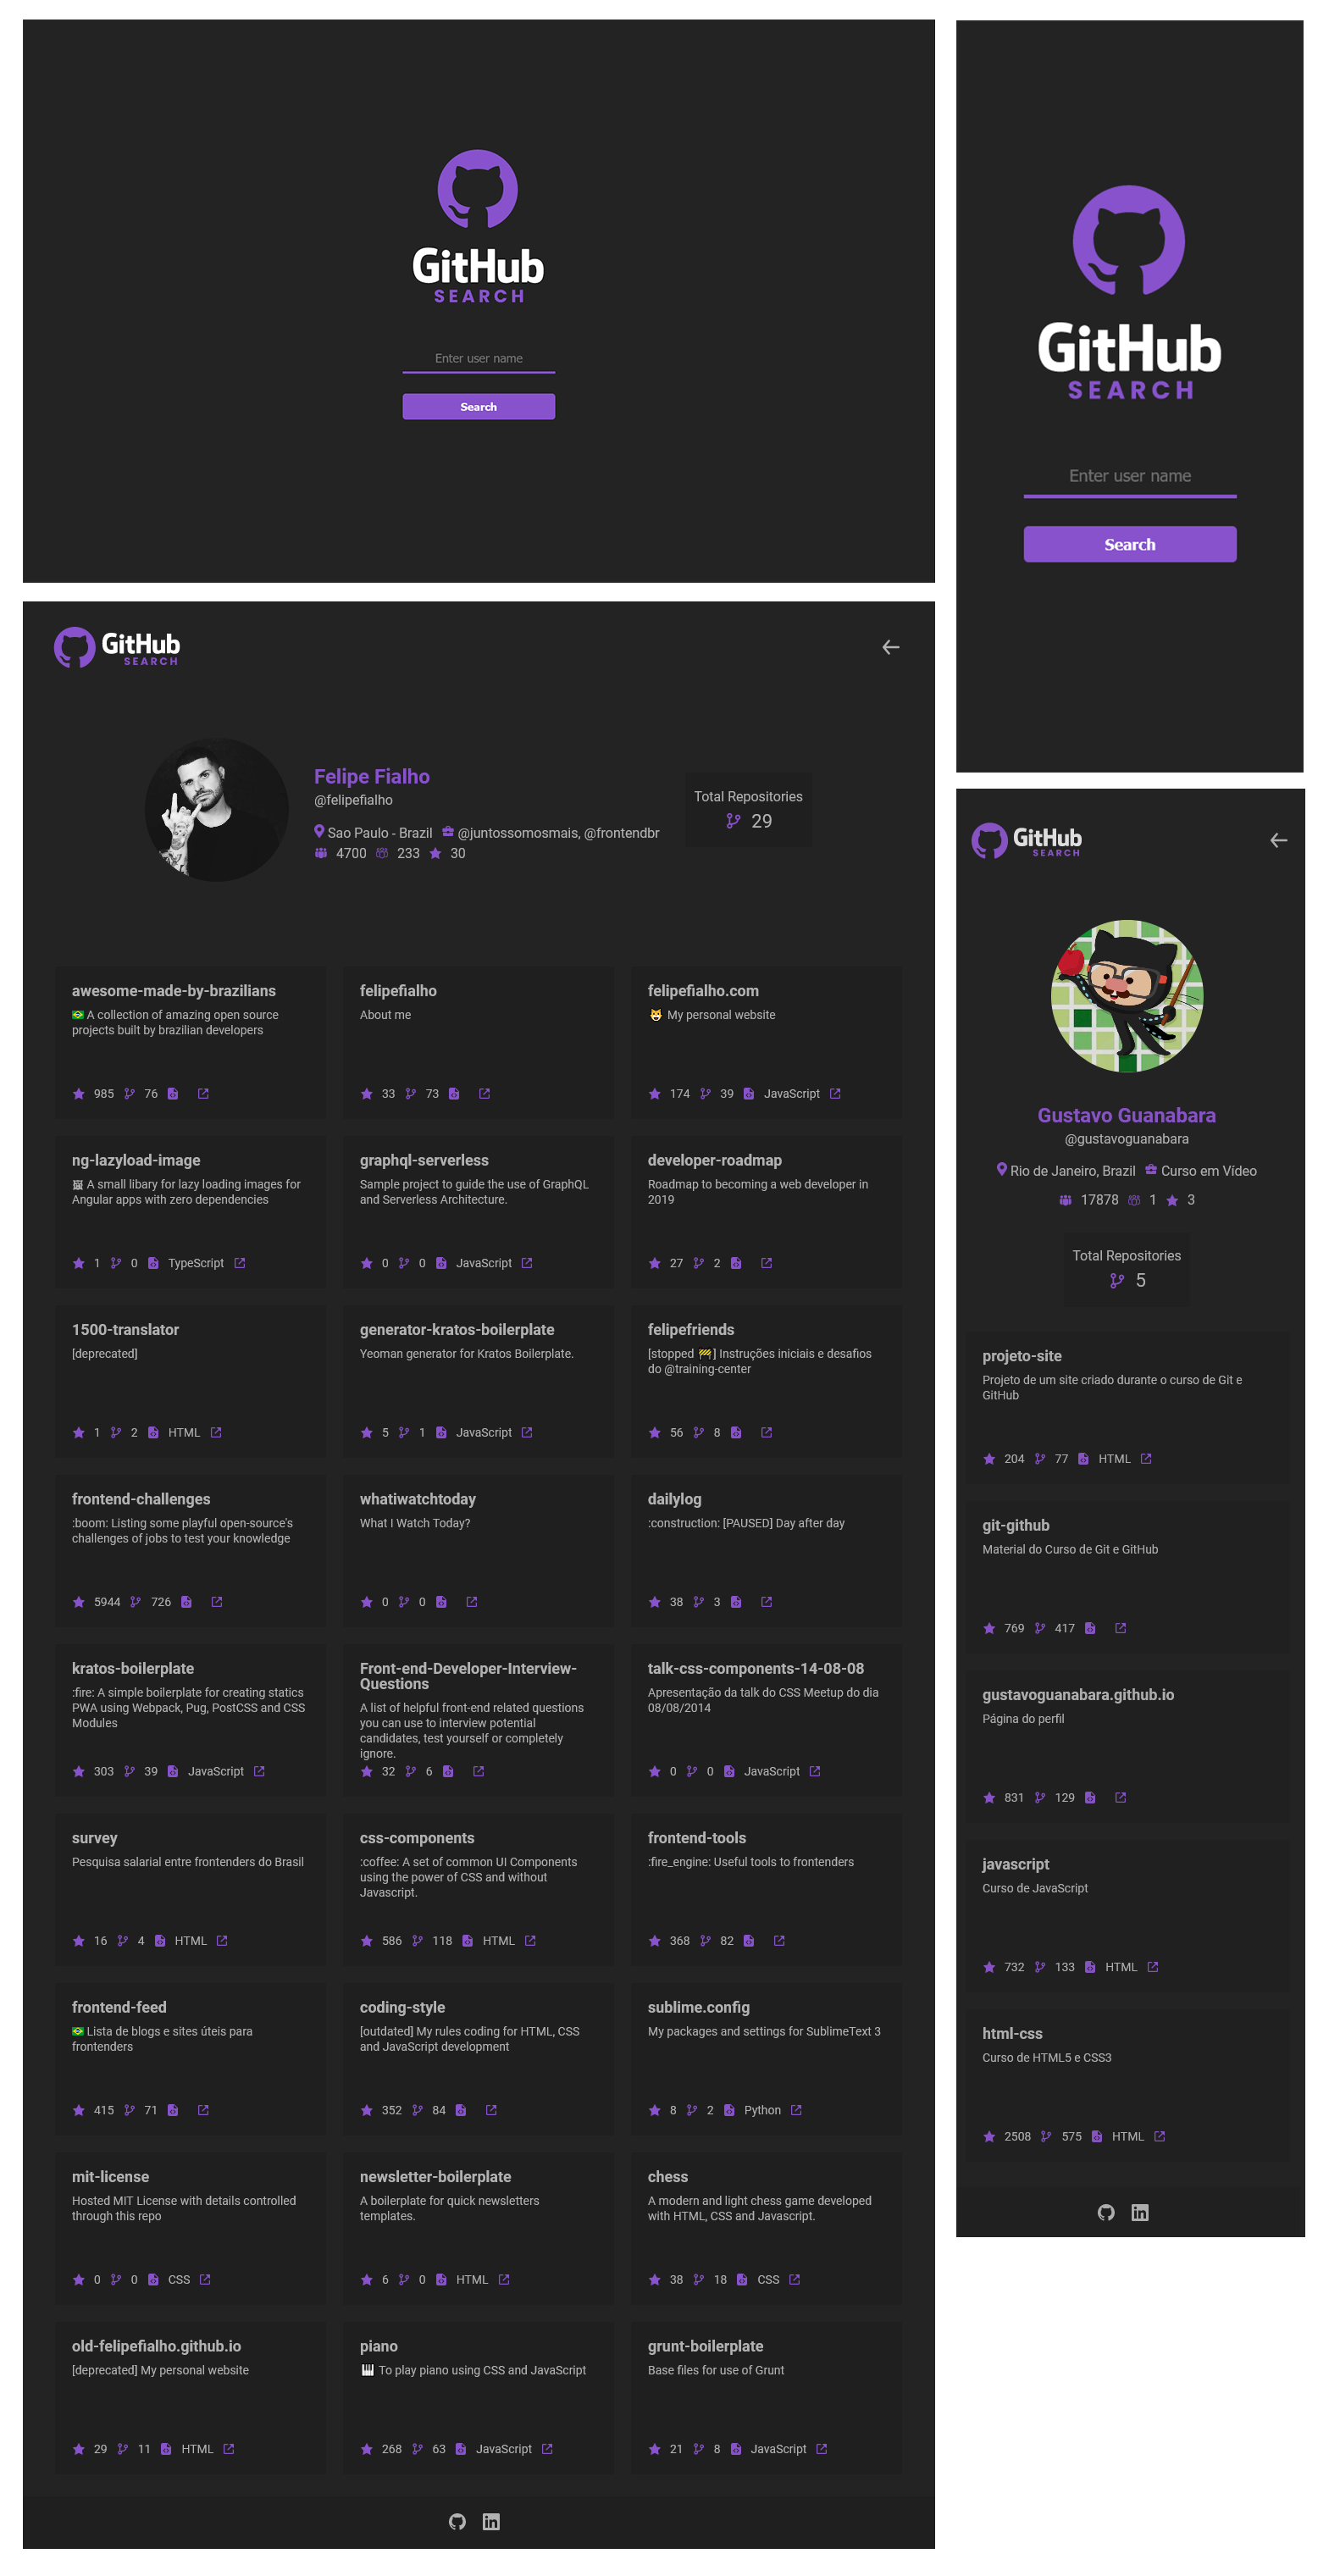 GitHub
SEARCH
Enter user name
Search
GitHub
SEARCH
Enter user name
Search
GitHub
SEARCH
Felipe Fialho
@felipefialho
Sao Paulo - Brazil @juntossomosmais, @frontendbr
4700 233 30
Total Repositories
29
awesome-made-by-brazilians
🇧🇷 A collection of amazing open source
projects built by brazilian developers
985 76
felipefialho
About me
33 73
felipefialho.com
😸 My personal website
174 39 JavaScript
ng-lazyload-image
🖼 A small libary for lazy loading images for
Angular apps with zero dependencies
1 0 TypeScript
graphql-serverless
Sample project to guide the use of GraphQL
and Serverless Architecture.
0 0 JavaScript
developer-roadmap
Roadmap to becoming a web developer in
2019
27 2
1500-translator
[deprecated]
1 2 HTML
generator-kratos-boilerplate
Yeoman generator for Kratos Boilerplate.
5 1 JavaScript
felipefriends
[stopped 🚧] Instruções iniciais e desafios
do @training-center
56 8
frontend-challenges
:boom: Listing some playful open-source's
challenges of jobs to test your knowledge
5944 726
whatiwatchtoday
What I Watch Today?
0 0
dailylog
:construction: [PAUSED] Day after day
38 3
kratos-boilerplate
:fire: A simple boilerplate for creating statics
PWA using Webpack, Pug, PostCSS and CSS
Modules
303 39 JavaScript
Front-end-Developer-Interview-
Questions
A list of helpful front-end related questions
you can use to interview potential
candidates, test yourself or completely
ignore.
32 6
talk-css-components-14-08-08
Apresentação da talk do CSS Meetup do dia
08/08/2014
0 0 JavaScript
survey
Pesquisa salarial entre frontenders do Brasil
16 4 HTML
css-components
:coffee: A set of common UI Components
using the power of CSS and without
Javascript.
586 118 HTML
frontend-tools
:fire_engine: Useful tools to frontenders
368 82
frontend-feed
🇧🇷 Lista de blogs e sites úteis para
frontenders
415 71
coding-style
[outdated] My rules coding for HTML, CSS
and JavaScript development
352 84
sublime.config
My packages and settings for SublimeText 3
8 2 Python
mit-license
Hosted MIT License with details controlled
through this repo
0 0 CSS
newsletter-boilerplate
A boilerplate for quick newsletters
templates.
6 0 HTML
chess
A modern and light chess game developed
with HTML, CSS and Javascript.
38 18 CSS
old-felipefialho.github.io
[deprecated] My personal website
29 11 HTML
piano
🎹 To play piano using CSS and JavaScript
268 63 JavaScript
grunt-boilerplate
Base files for use of Grunt
21 8 JavaScript
GitHub
SEARCH
Gustavo Guanabara
@gustavoguanabara
Rio de Janeiro, Brazil Curso em Vídeo
17878 1 3
Total Repositories
5
projeto-site
Projeto de um site criado durante o curso de Git e
GitHub
204 77 HTML
git-github
Material do Curso de Git e GitHub
769 417
gustavoguanabara.github.io
Página do perfil
831 129
javascript
Curso de JavaScript
732 133 HTML
html-css
Curso de HTML5 e CSS3
2508 575 HTML